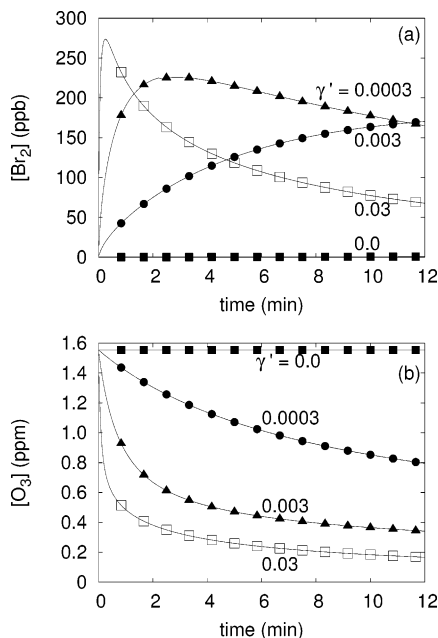 (a)
300
250
200
150
100
50
0
[Br2] (ppb)
γ' = 0.0003
0.003
0.03
0.0
0 2 4 6 8 10 12
time (min)
(b)
1.6
1.4
1.2
1.0
0.8
0.6
0.4
0.2
0
[O3] (ppm)
γ' = 0.0
0.0003
0.003
0.03
0 2 4 6 8 10 12
time (min)